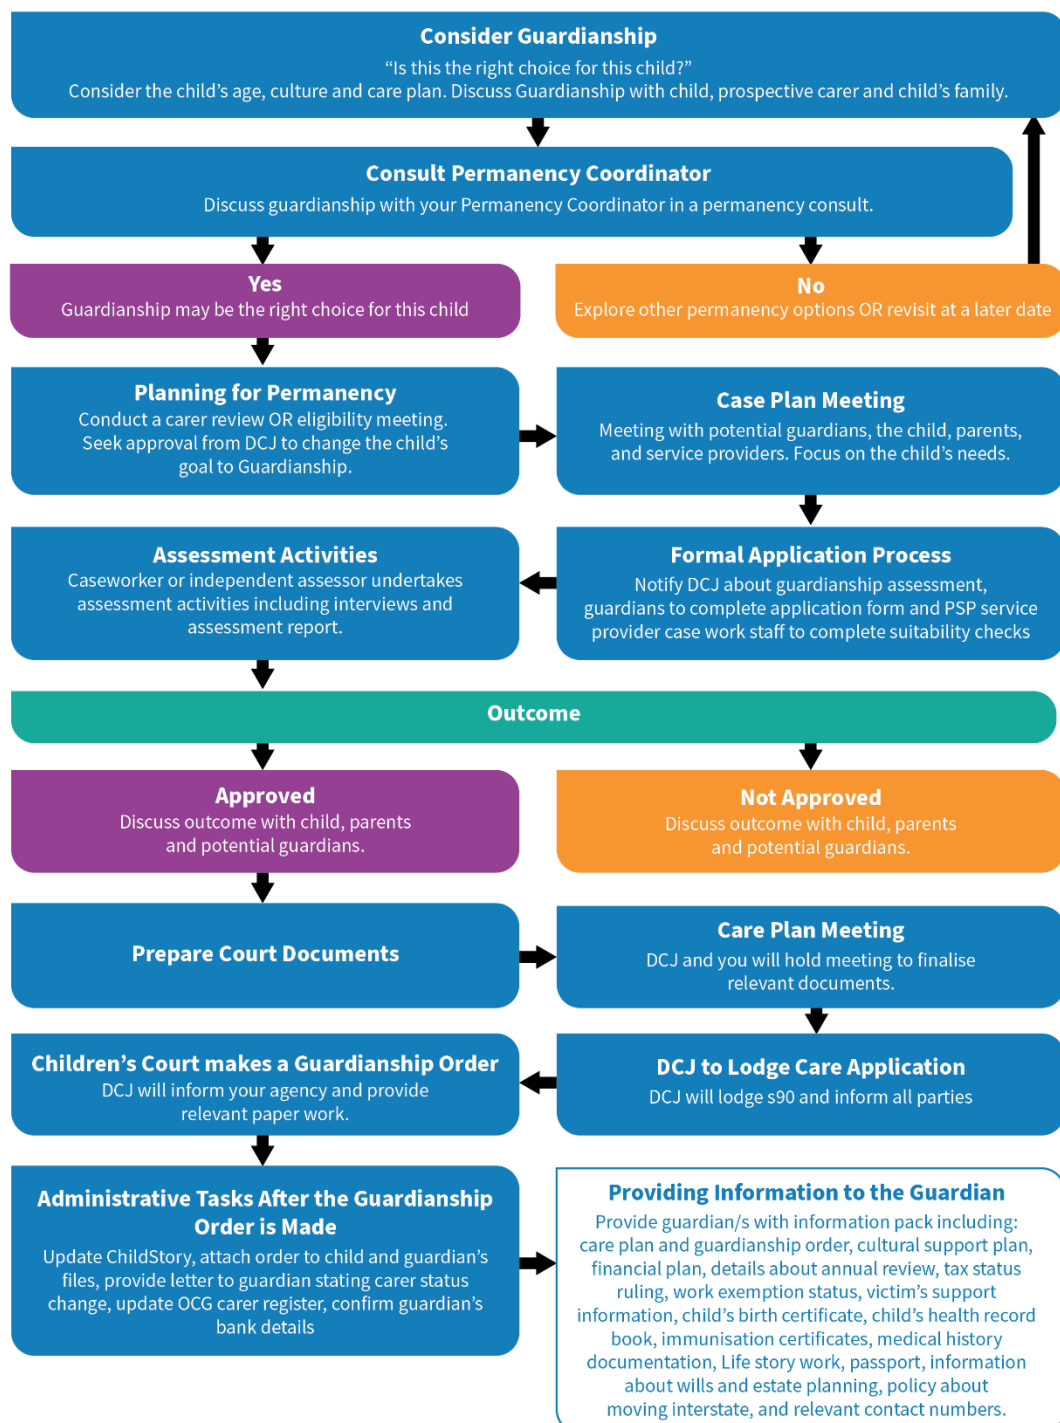 Consider Guardianship
“Is this the right choice for this child?”
Consider the child’s age, culture and care plan. Discuss Guardianship with child, prospective carer and child’s family.
Consult Permanency Coordinator
Discuss guardianship with your Permanency Coordinator in a permanency consult.
Yes
Guardianship may be the right choice for this child
No
Explore other permanency options OR revisit at a later date
Planning for Permanency
Conduct a carer review OR eligibility meeting.
Seek approval from DCJ to change the child’s
goal to Guardianship.
Case Plan Meeting
Meeting with potential guardians, the child, parents,
and service providers. Focus on the child’s needs.
Formal Application Process
Notify DCJ about guardianship assessment,
guardians to complete application form and PSP service
provider case work staff to complete suitability checks
Assessment Activities
Caseworker or independent assessor undertakes
assessment activities including interviews and
assessment report.
Outcome
Approved
Discuss outcome with child, parents
and potential guardians.
Not Approved
Discuss outcome with child, parents
and potential guardians.
Prepare Court Documents
Care Plan Meeting
DCJ and you will hold meeting to finalise
relevant documents.
DCJ to Lodge Care Application
DCJ will lodge s90 and inform all parties
Children’s Court makes a Guardianship Order
DCJ will inform your agency and provide
relevant paper work.
Administrative Tasks After the Guardianship
Order is Made
Update ChildStory, attach order to child and guardian’s
files, provide letter to guardian stating carer status
change, update OCG carer register, confirm guardian’s
bank details
Providing Information to the Guardian
Provide guardian/s with information pack including:
care plan and guardianship order, cultural support plan,
financial plan, details about annual review, tax status
ruling, work exemption status, victim’s support
information, child’s birth certificate, child’s health record
book, immunisation certificates, medical history
documentation, Life story work, passport, information
about wills and estate planning, policy about
moving interstate, and relevant contact numbers.